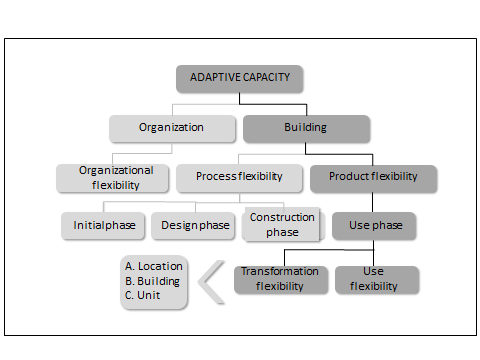 ADAPTIVE CAPACITY
Organization
Building
Organizational
flexibility
Process flexibility
Product flexibility
Initial phase
Design phase
Construction
phase
Use phase
A. Location
B. Building
C. Unit
Transformation
flexibility
Use
flexibility